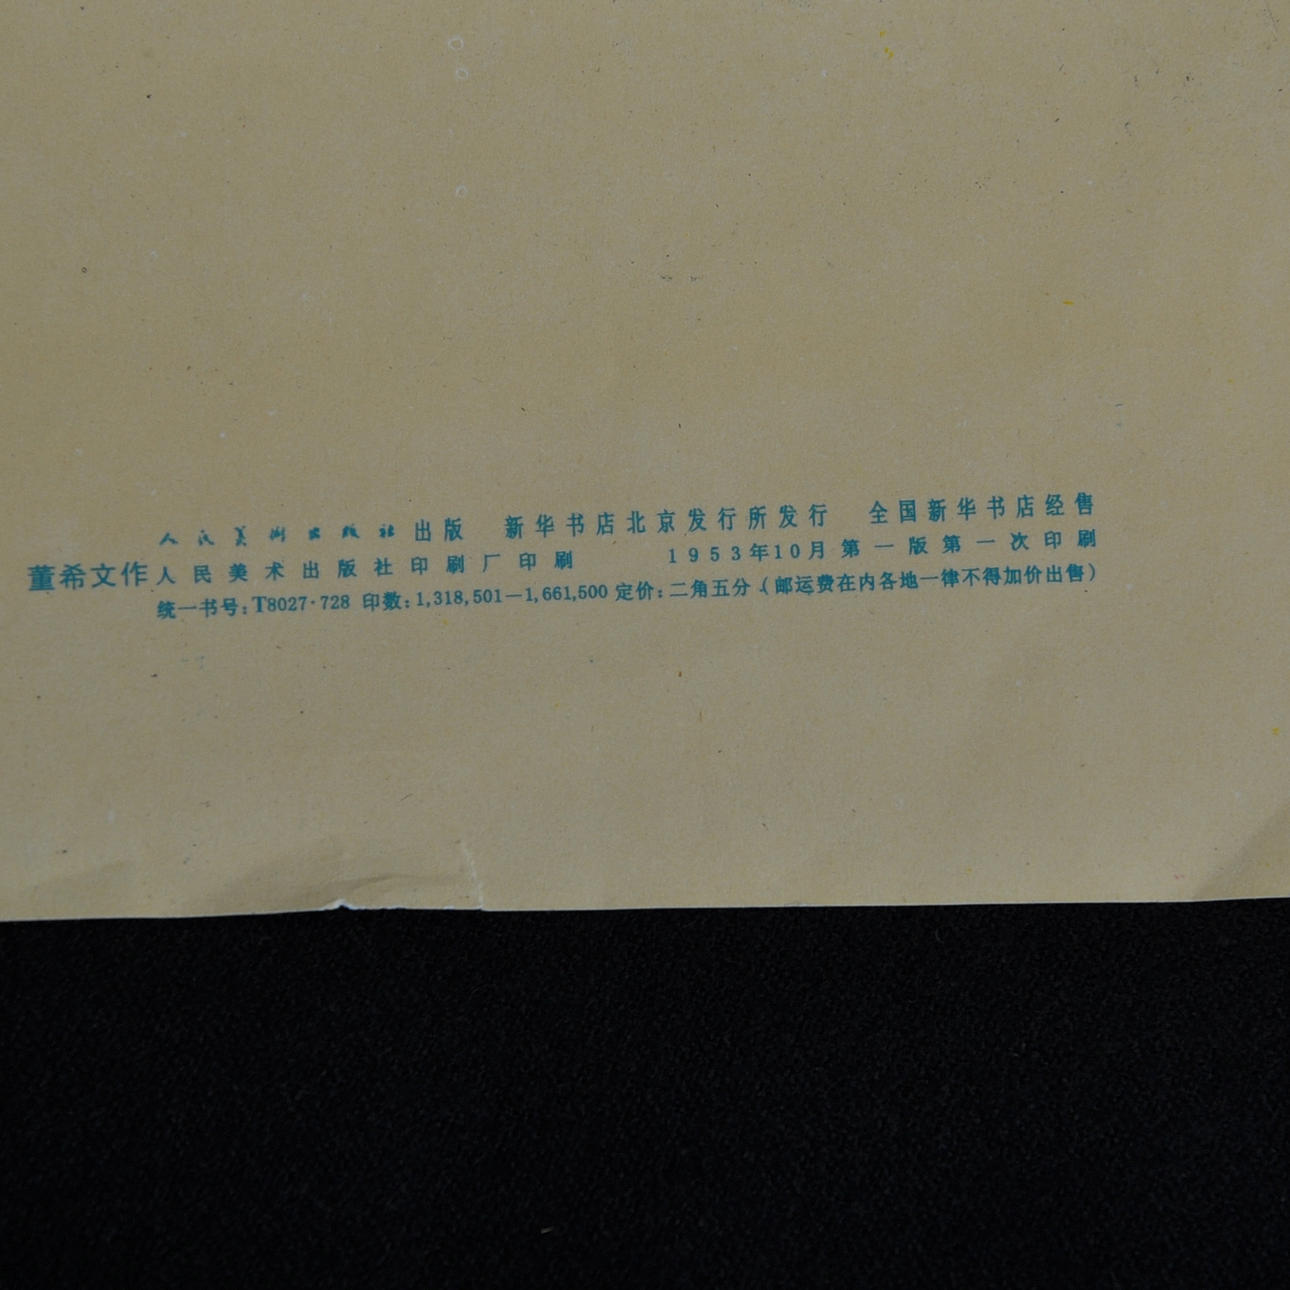 人民美术出版社出版 新华书店北京发行所发行 全国新华书店经售
董希文作 人民美术出版社印刷厂印刷 1953年10月第一版第一次印刷
统一书号:T8027·728 印数:1,318,501—1,661,500 定价:二角五分(邮运费在内各地一律不得加价出售)